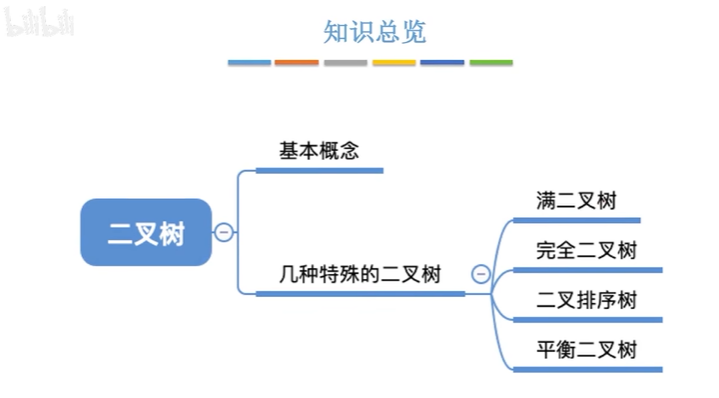 bilibili
知识总览
基本概念
二叉树
几种特殊的二叉树
满二叉树
完全二叉树
二叉排序树
平衡二叉树